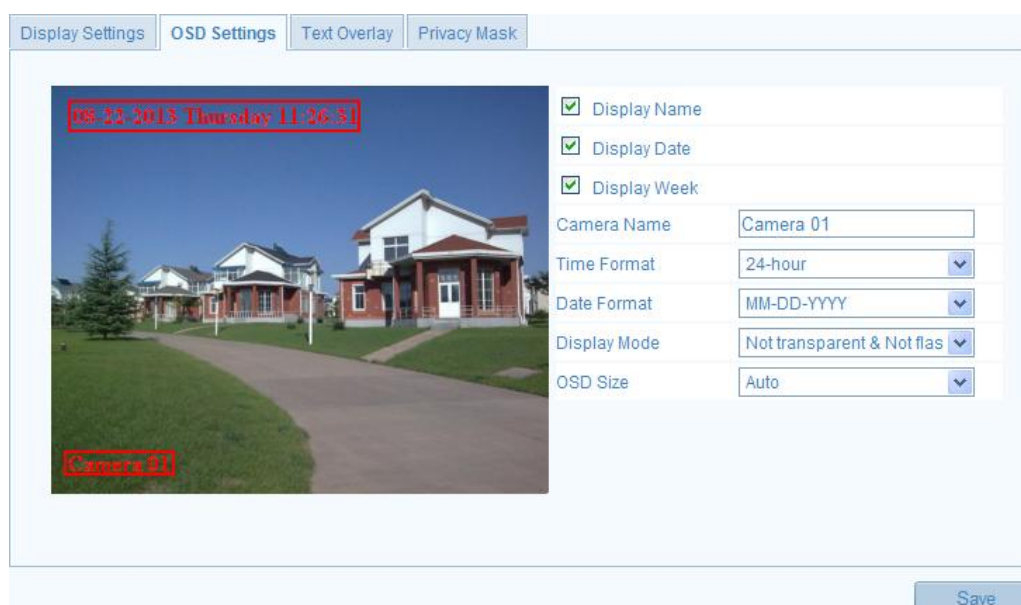 Display Settings OSD Settings Text Overlay Privacy Mask
08-22-2013 Thursday 11:26:31
Display Name
Display Date
Display Week
Camera Name Camera 01
Time Format 24-hour
Date Format MM-DD-YYYY
Display Mode Not transparent & Not flas
OSD Size Auto
Camera 01
Save